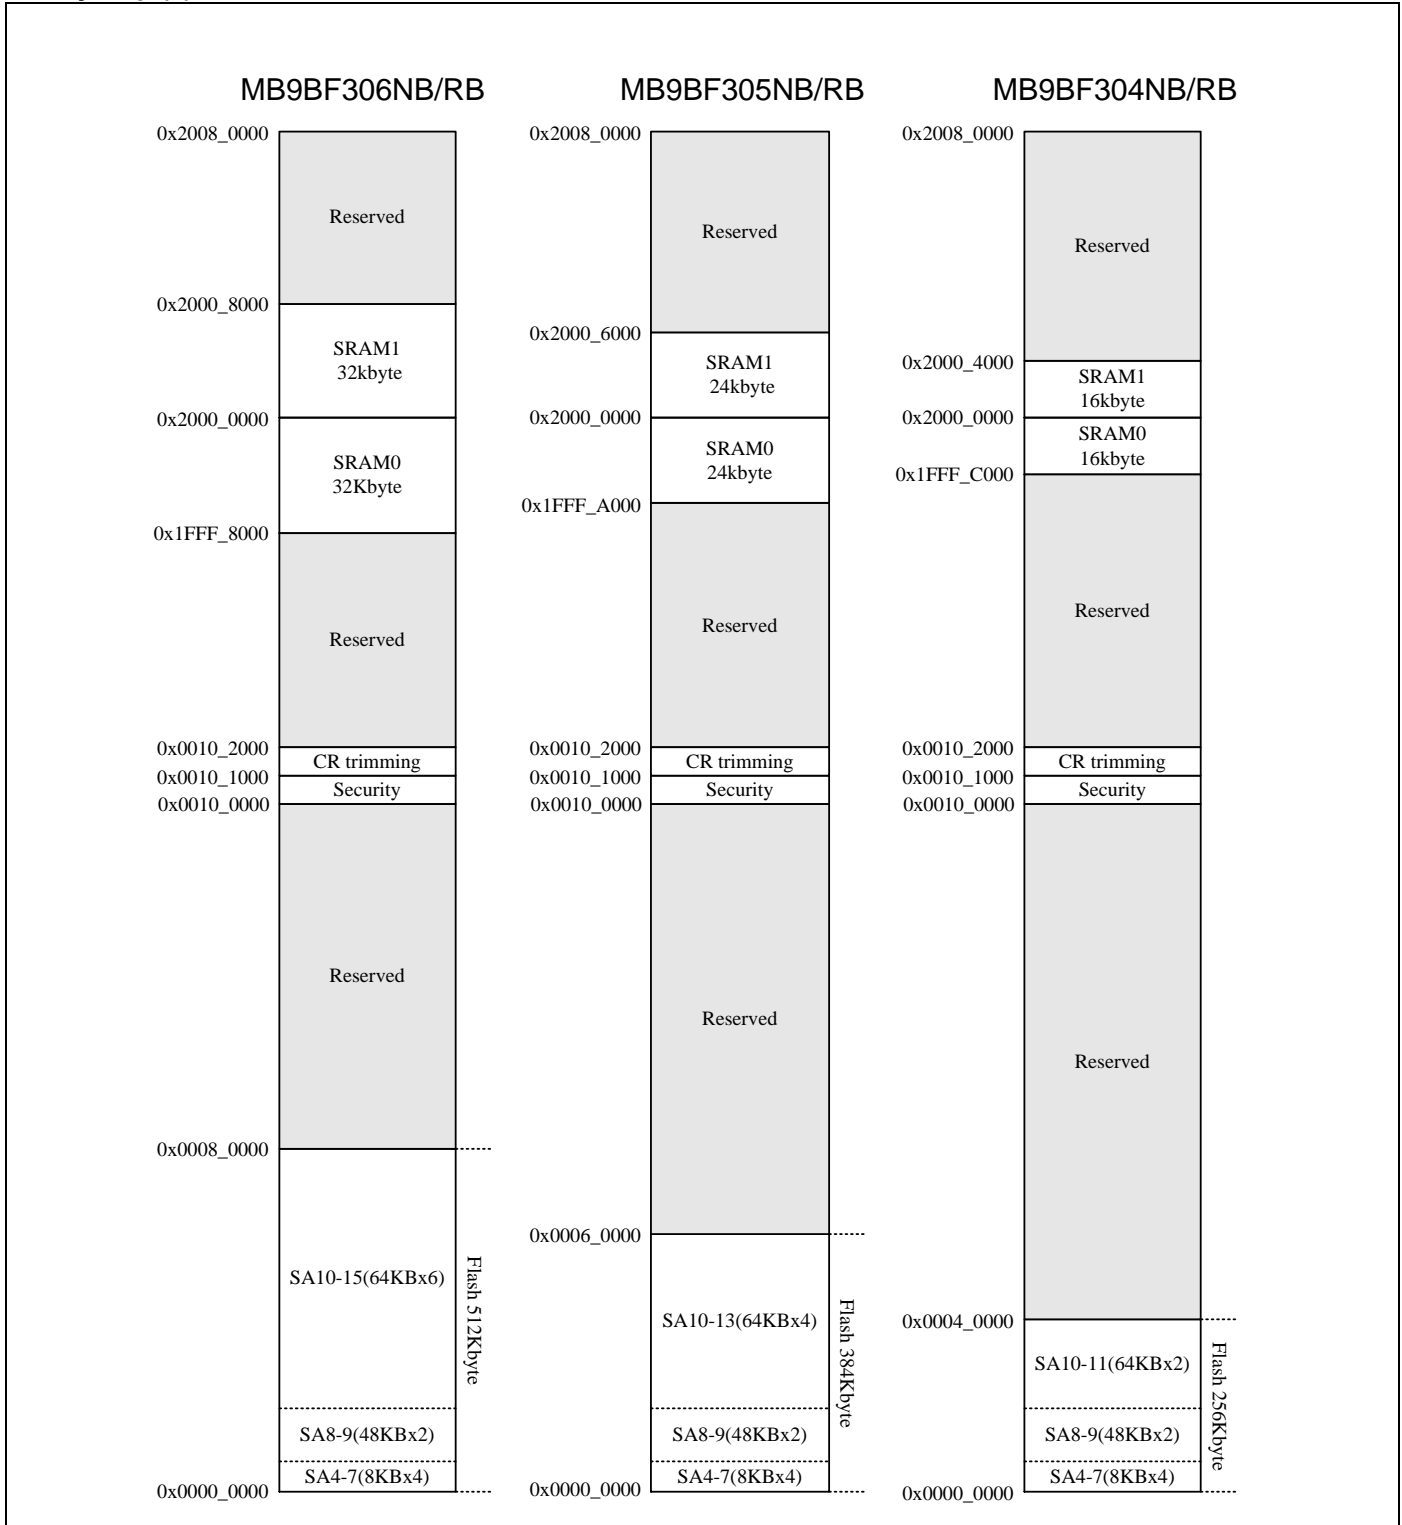 MB9BF306NB/RB
0x2008_0000
Reserved
0x2000_8000
SRAM1
32kbyte
0x2000_0000
SRAM0
32Kbyte
0x1FFF_8000
Reserved
0x0010_2000
CR trimming
0x0010_1000
Security
0x0010_0000
Reserved
0x0008_0000
SA10-15(64KBx6)
Flash 512Kbyte
SA8-9(48KBx2)
SA4-7(8KBx4)
0x0000_0000
MB9BF305NB/RB
0x2008_0000
Reserved
0x2000_6000
SRAM1
24kbyte
0x2000_0000
SRAM0
24kbyte
0x1FFF_A000
Reserved
0x0010_2000
CR trimming
0x0010_1000
Security
0x0010_0000
Reserved
0x0006_0000
SA10-13(64KBx4)
Flash 384Kbyte
SA8-9(48KBx2)
SA4-7(8KBx4)
0x0000_0000
MB9BF304NB/RB
0x2008_0000
Reserved
0x2000_4000
SRAM1
16kbyte
0x2000_0000
SRAM0
16kbyte
0x1FFF_C000
Reserved
0x0010_2000
CR trimming
0x0010_1000
Security
0x0010_0000
Reserved
0x0004_0000
SA10-11(64KBx2)
Flash 256Kbyte
SA8-9(48KBx2)
SA4-7(8KBx4)
0x0000_0000